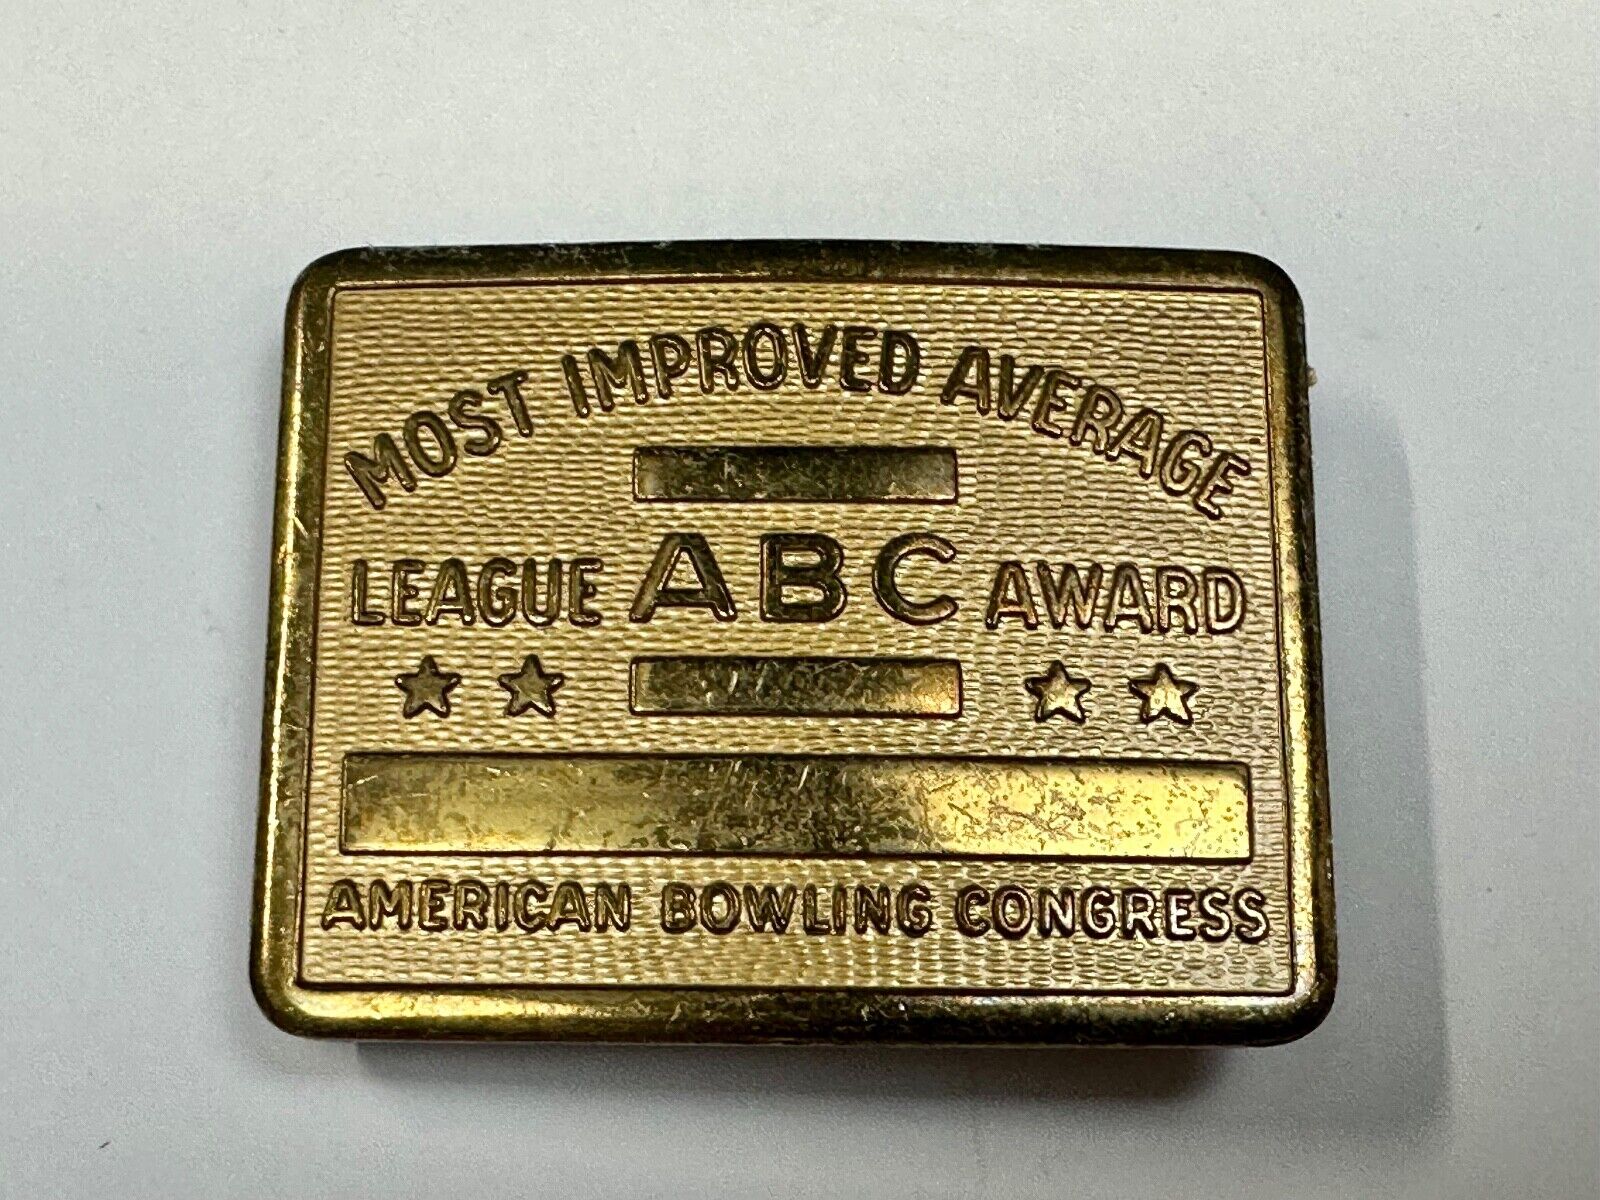 MOST IMPROVED AVERAGE
LEAGUE ABC AWARD
AMERICAN BOWLING CONGRESS